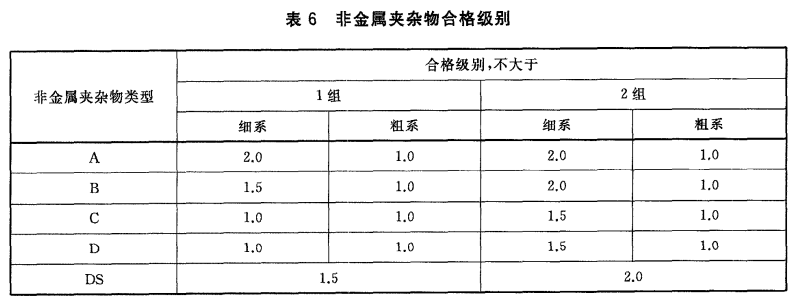 表 6 非金属夹杂物合格级别
非金属夹杂物类型
合格级别,不大于
1 组 2 组
细系 粗系 细系 粗系
A 2.0 1.0 2.0 1.0
B 1.5 1.0 2.0 1.0
C 1.0 1.0 1.5 1.0
D 1.0 1.0 1.5 1.0
DS 1.5 2.0